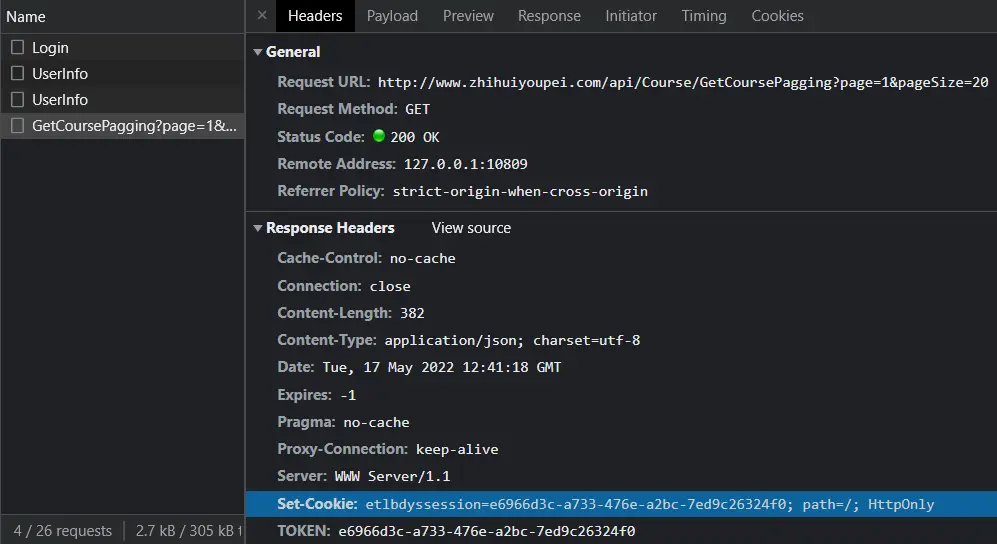 Name
× Headers Payload Preview Response Initiator Timing Cookies
Login
UserInfo
UserInfo
GetCoursePagging?page=1&...
General
Request URL: http://www.zhihuiyoupei.com/api/Course/GetCoursePagging?page=1&pageSize=20
Request Method: GET
Status Code: 200 OK
Remote Address: 127.0.0.1:10809
Referrer Policy: strict-origin-when-cross-origin
Response Headers View source
Cache-Control: no-cache
Connection: close
Content-Length: 382
Content-Type: application/json; charset=utf-8
Date: Tue, 17 May 2022 12:41:18 GMT
Expires: -1
Pragma: no-cache
Proxy-Connection: keep-alive
Server: WWW Server/1.1
Set-Cookie: etlbdyssession=e6966d3c-a733-476e-a2bc-7ed9c26324f0; path=/; HttpOnly
TOKEN: e6966d3c-a733-476e-a2bc-7ed9c26324f0
4 / 26 requests 2.7 kB / 305 kB t